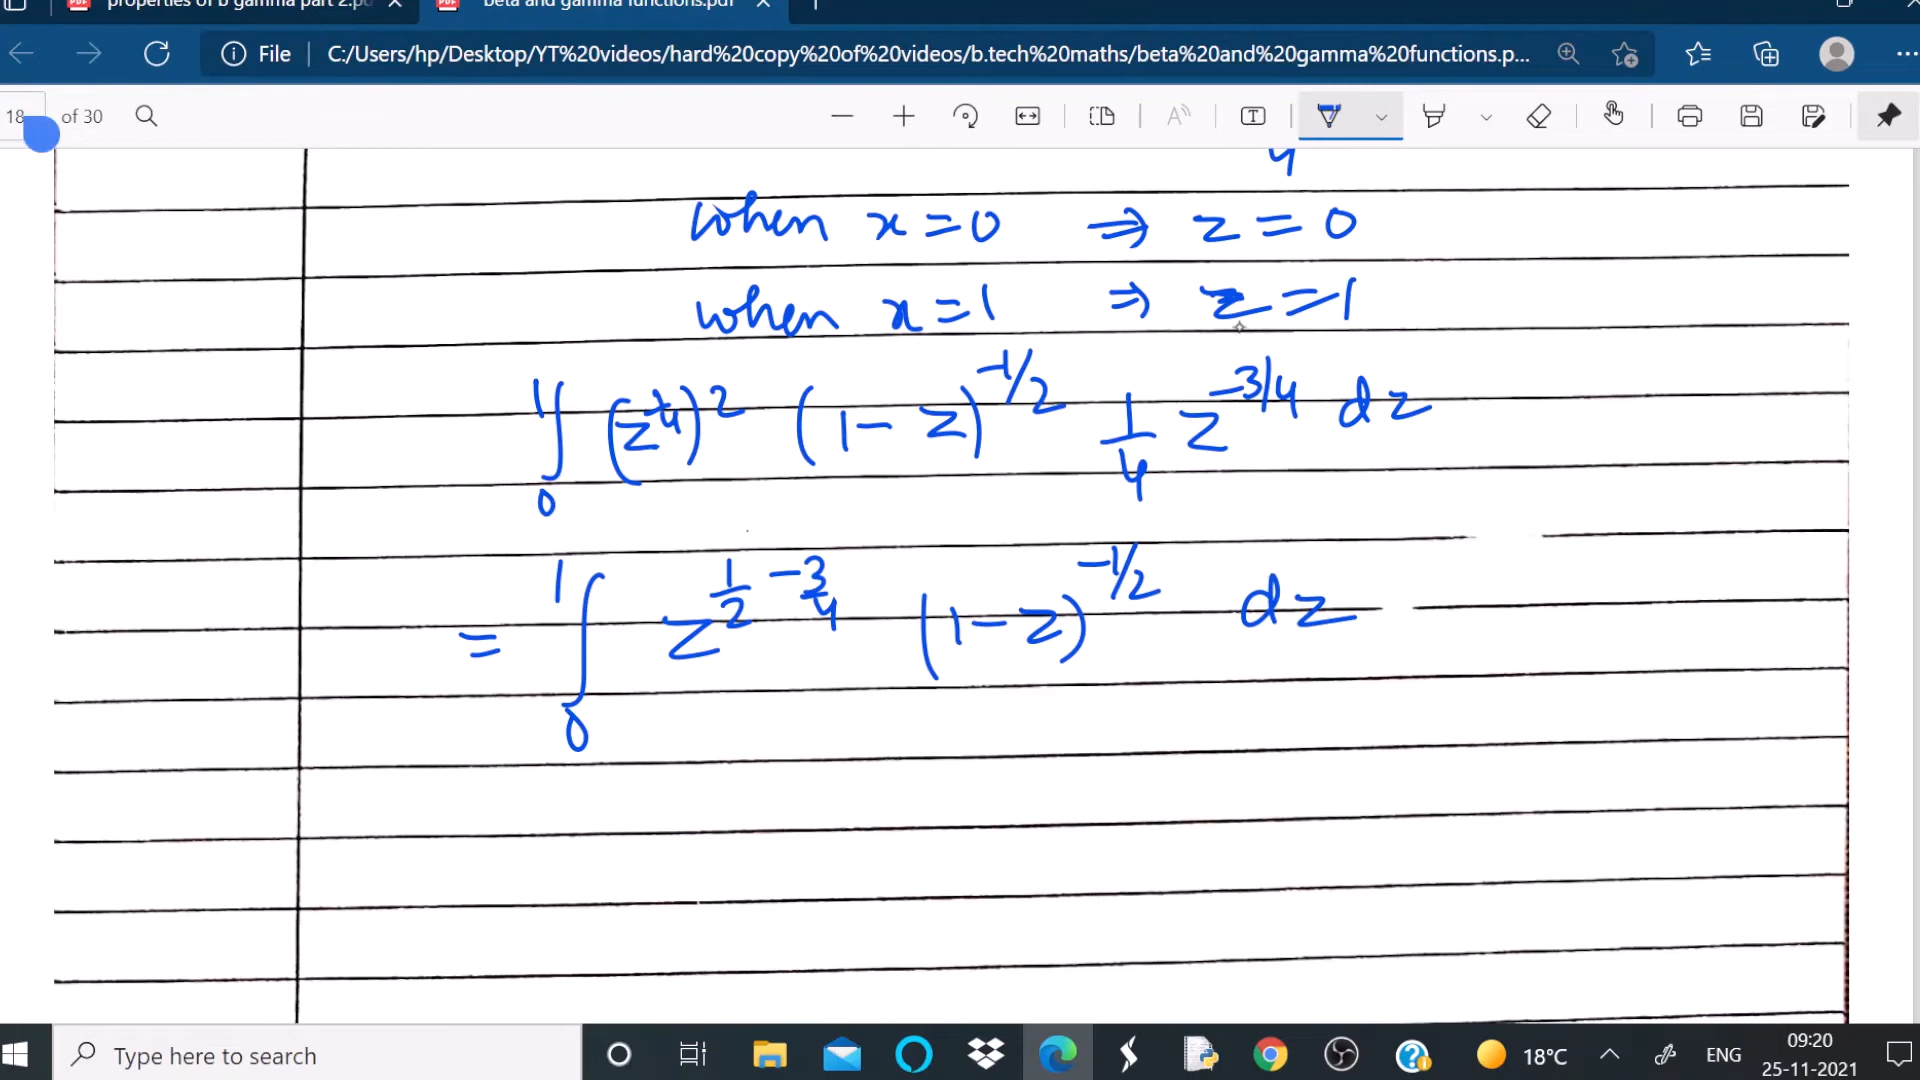 properties of b gamma part 2.pd
beta and gamma functions.pdf
File C:/Users/hp/Desktop/YT%20videos/hard%20copy%20of%20videos/b.tech%20maths/beta%20and%20gamma%20functions.p...
18 of 30
4
when x=0 ⇒ z=0
when x=1 ⇒ z=1
∫₀¹ (z^{1/4})² (1-z)^{-1/2} 1/4 z^{-3/4} dz
= ∫₀¹ z^{1/2 - 3/4} (1-z)^{-1/2} dz
Type here to search
18°C
ENG
09:20
25-11-2021